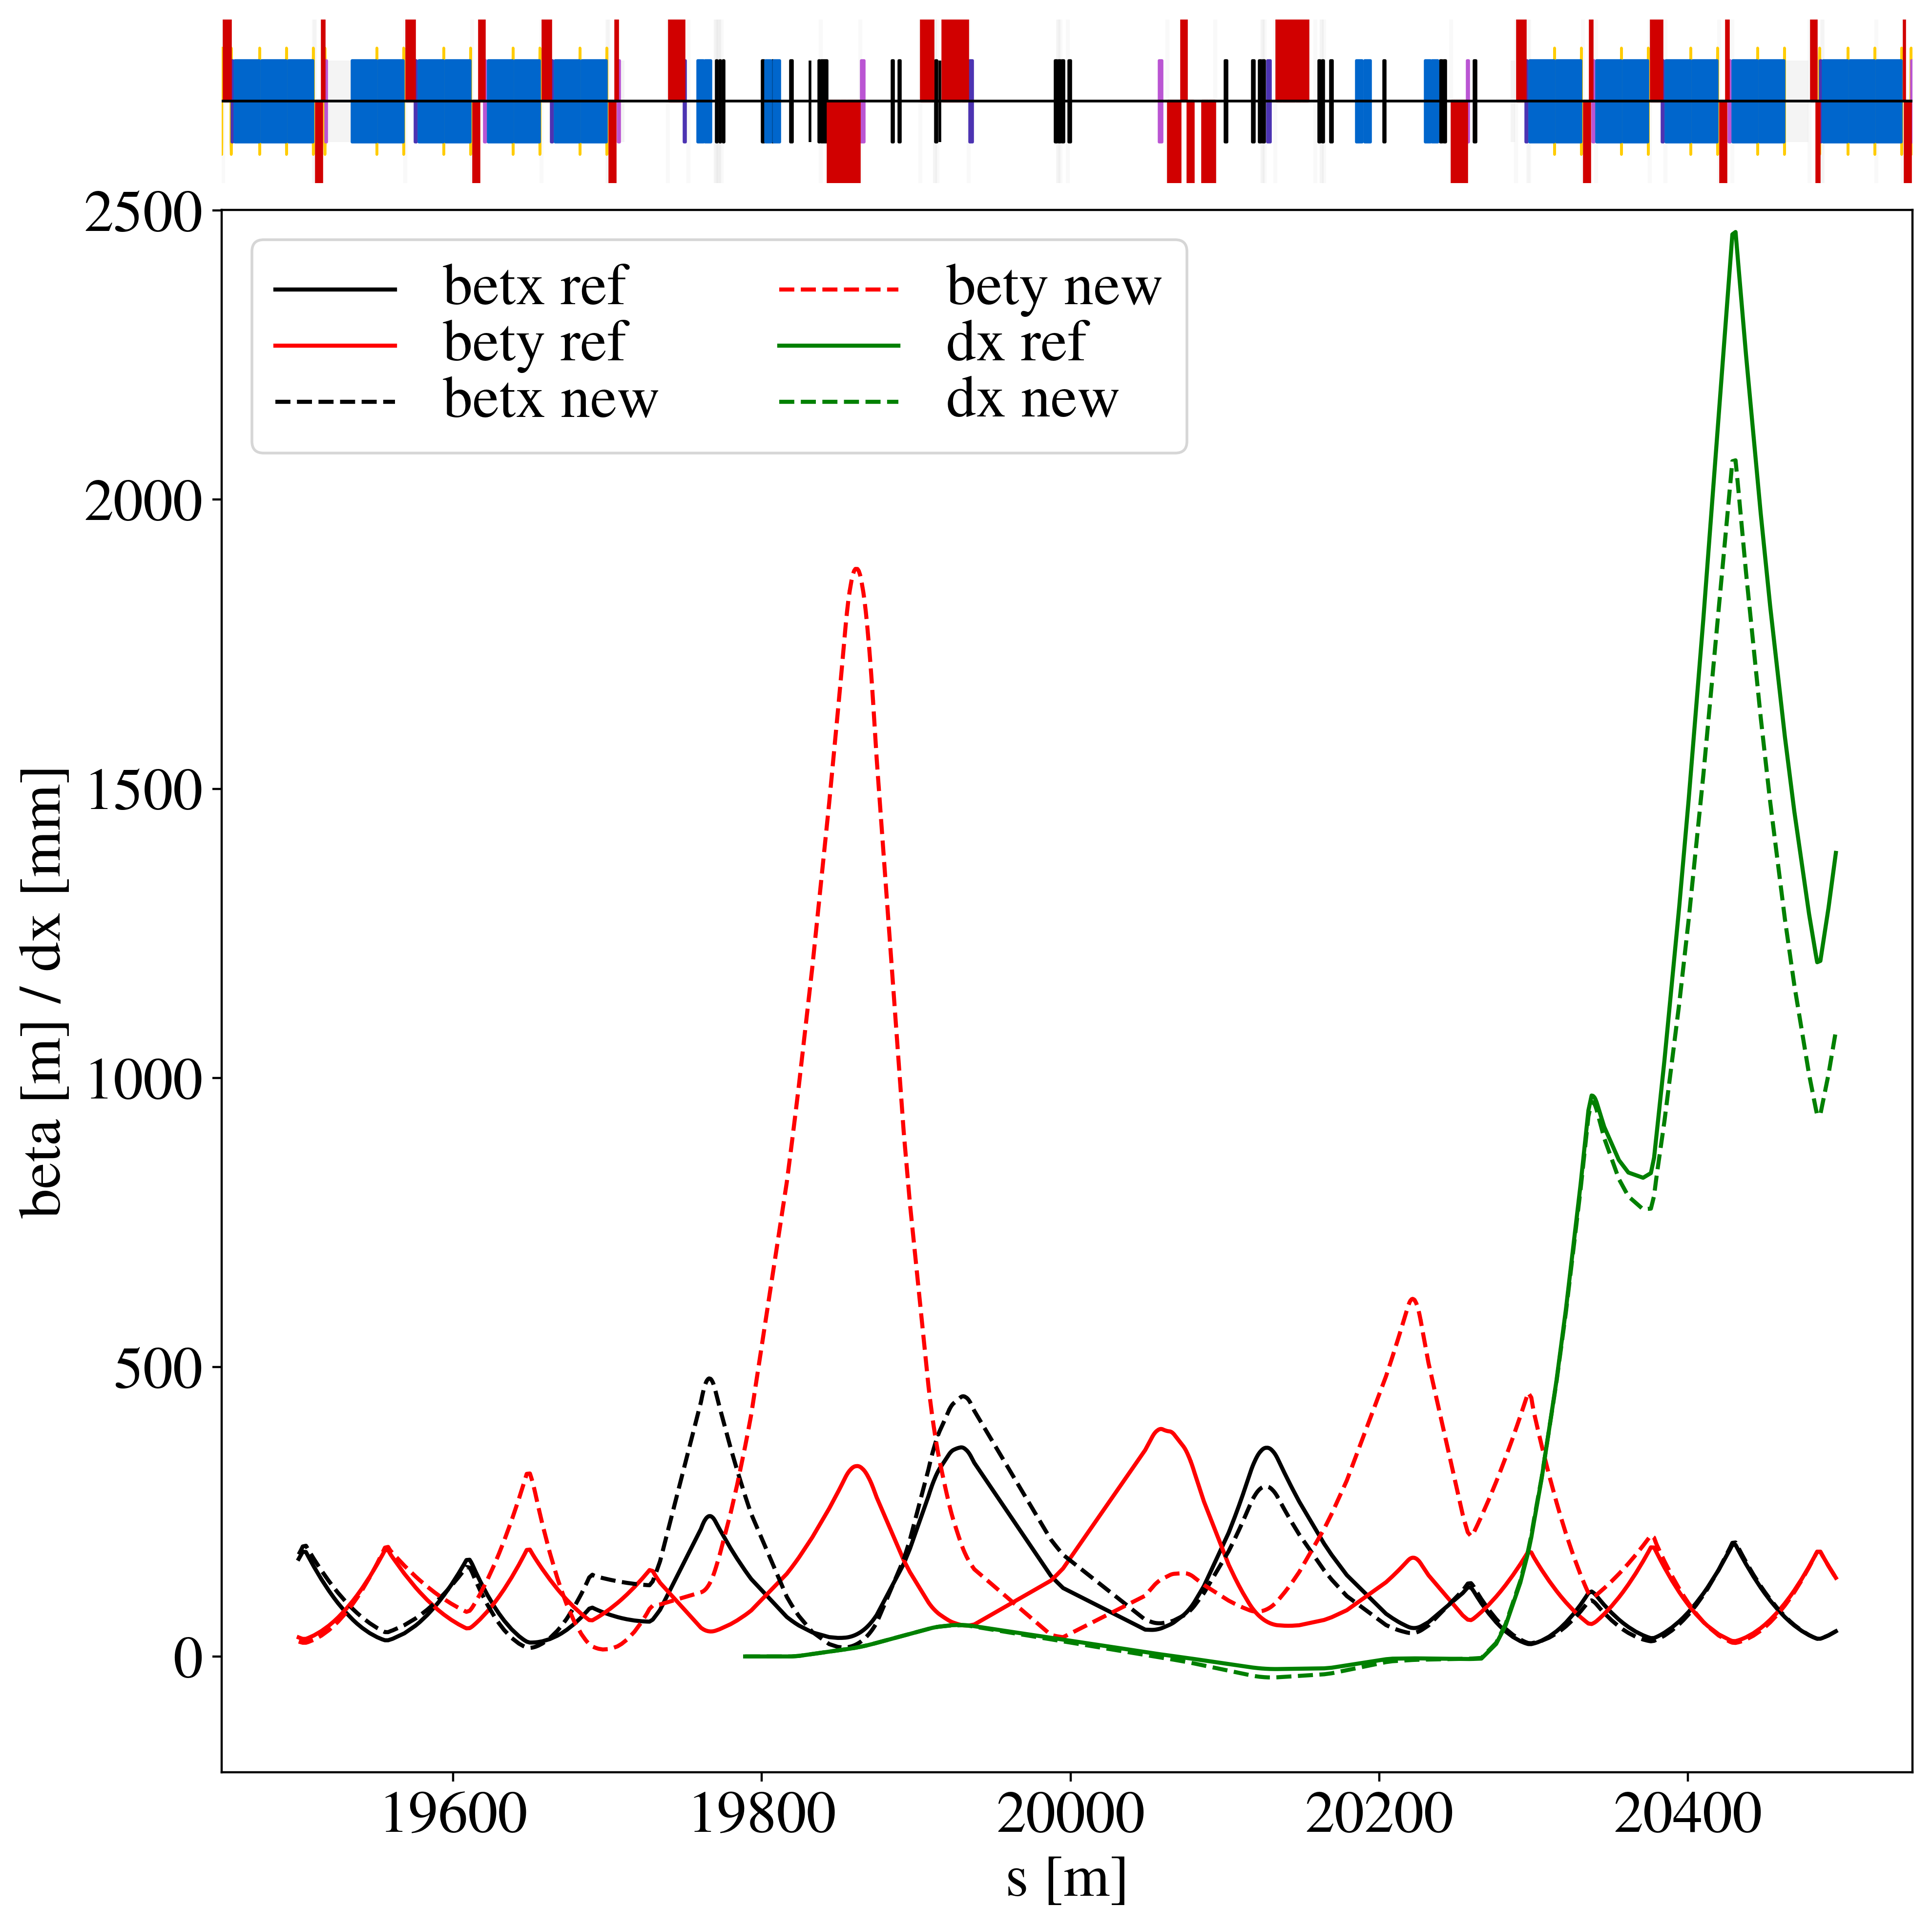 2500
2000
1500
1000
500
0
beta [m] / dx [mm]
betx ref
bety ref
betx new
bety new
dx ref
dx new
19600 19800 20000 20200 20400
s [m]